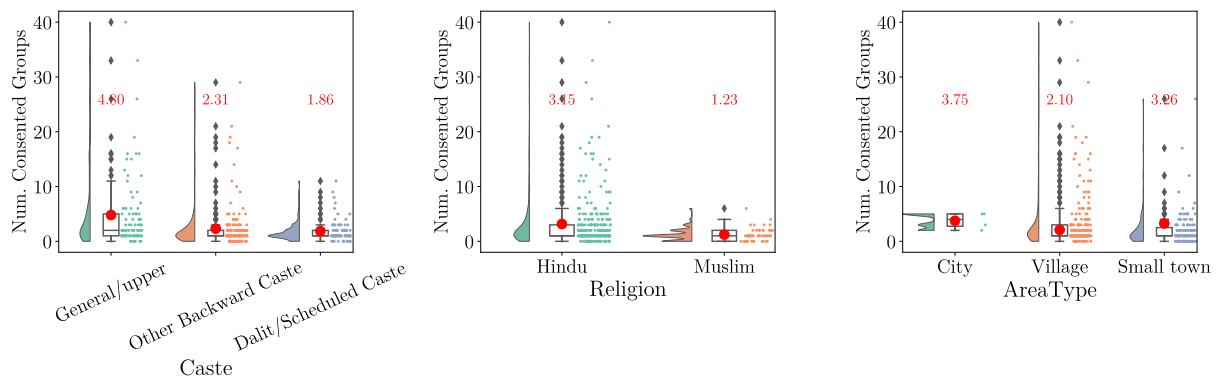 Num. Consented Groups
40
30
20
10
0
4.80
2.31
1.86
General/upper
Other Backward Caste
Dalit/Scheduled Caste
Caste
Num. Consented Groups
40
30
20
10
0
3.15
1.23
Hindu
Muslim
Religion
Num. Consented Groups
40
30
20
10
0
3.75
2.10
3.26
City
Village
Small town
AreaType